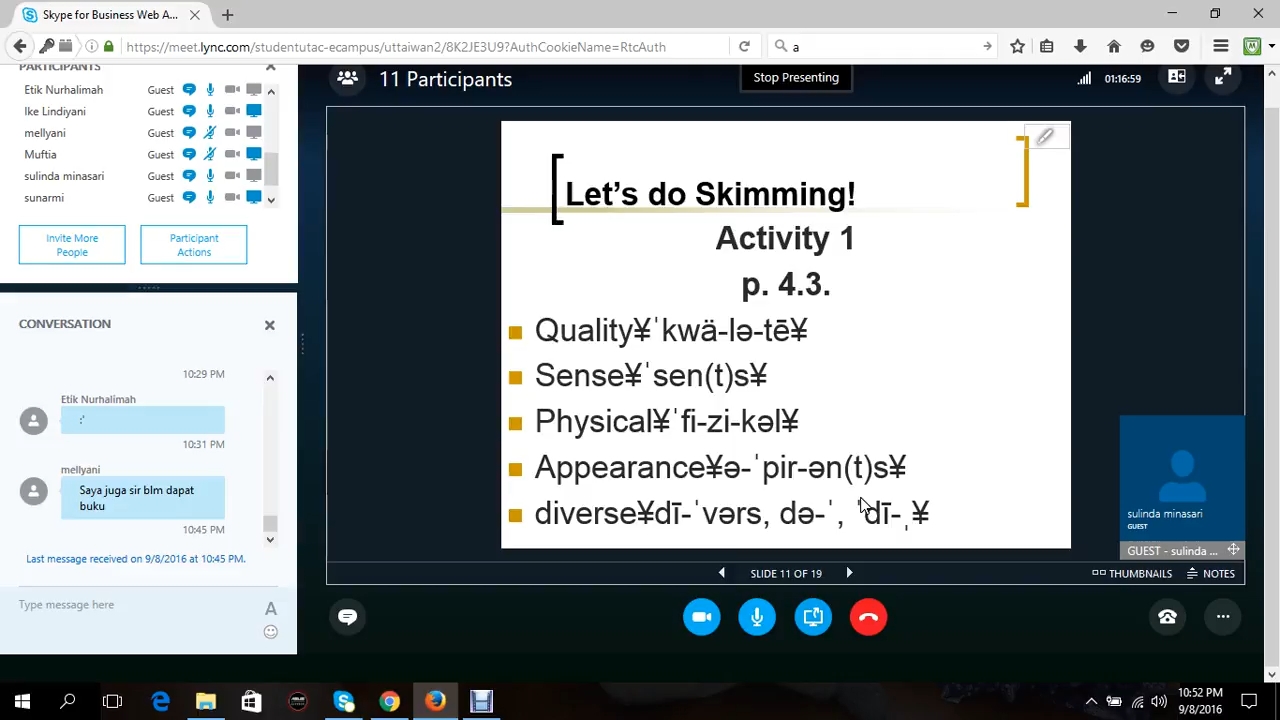 Skype for Business Web A...
https://meet.lync.com/studentutac-ecampus/uttaiwan2/8K2JE3U9?AuthCookieName=RtcAuth
a
PARTICIPANTS
Etik Nurhalimah Guest
Ike Lindiyani Guest
mellyani Guest
Muftia Guest
sulinda minasari Guest
sunarmi Guest
Invite More
People
Participant
Actions
CONVERSATION
10:29 PM
Etik Nurhalimah
:'
10:31 PM
mellyani
Saya juga sir blm dapat
buku
10:45 PM
Last message received on 9/8/2016 at 10:45 PM.
Type message here
A
11 Participants
Stop Presenting
01:16:59
Let's do Skimming!
Activity 1
p. 4.3.
Quality¥ˈkwä-lə-tē¥
Sense¥ˈsen(t)s¥
Physical¥ˈfi-zi-kəl¥
Appearance¥ə-ˈpir-ən(t)s¥
diverse¥dī-ˈvərs, də-ˈ, ˈdī-ˌ¥
sulinda minasari
GUEST
GUEST - sulinda ...
SLIDE 11 OF 19
THUMBNAILS
NOTES
10:52 PM
9/8/2016